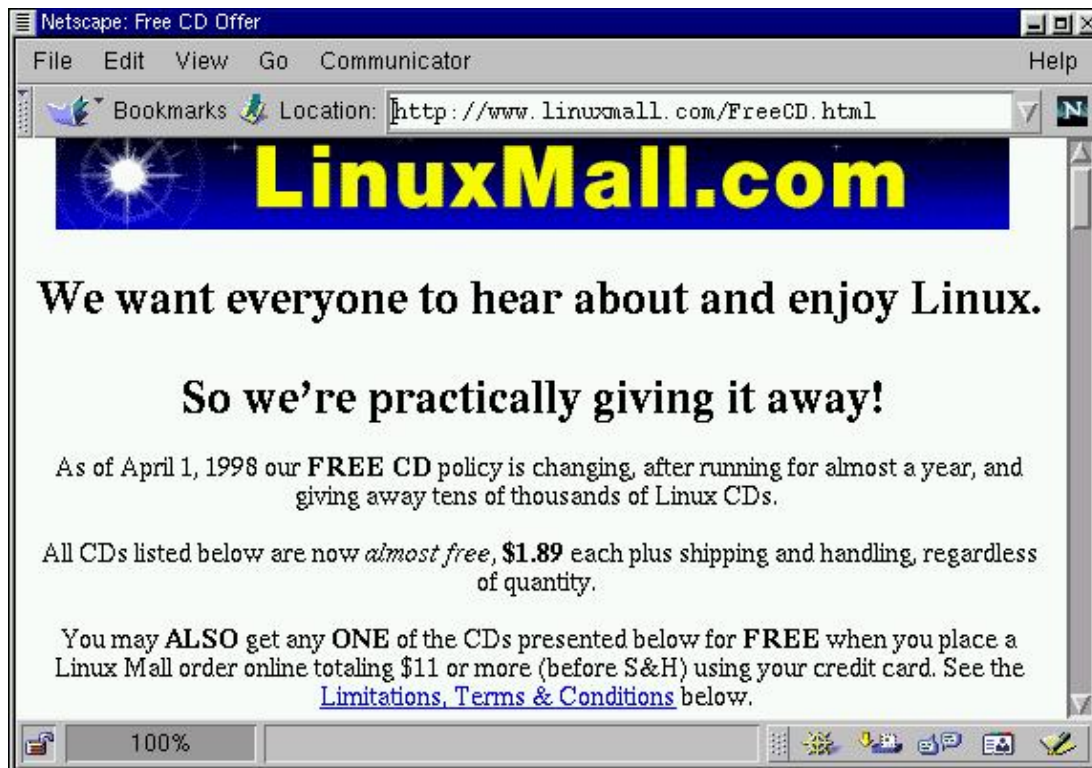 Netscape: Free CD Offer
File Edit View Go Communicator Help
Bookmarks Location: http://www.linuxmall.com/FreeCD.html N
LinuxMall.com
We want everyone to hear about and enjoy Linux.
So we're practically giving it away!
As of April 1, 1998 our FREE CD policy is changing, after running for almost a year, and
giving away tens of thousands of Linux CDs.
All CDs listed below are now almost free, $1.89 each plus shipping and handling, regardless
of quantity.
You may ALSO get any ONE of the CDs presented below for FREE when you place a
Linux Mall order online totaling $11 or more (before S&H) using your credit card. See the
Limitations, Terms & Conditions below.
100%